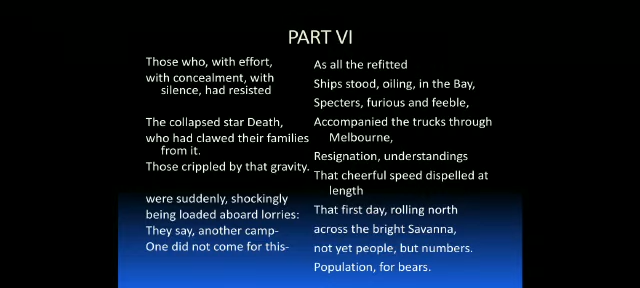 PART VI
Those who, with effort,
with concealment, with
silence, had resisted
The collapsed star Death,
who had clawed their families
from it.
Those crippled by that gravity.
were suddenly, shockingly
being loaded aboard lorries:
They say, another camp-
One did not come for this-
As all the refitted
Ships stood, oiling, in the Bay,
Specters, furious and feeble,
Accompanied the trucks through
Melbourne,
Resignation, understandings
That cheerful speed dispelled at
length
That first day, rolling north
across the bright Savanna,
not yet people, but numbers.
Population, for bears.